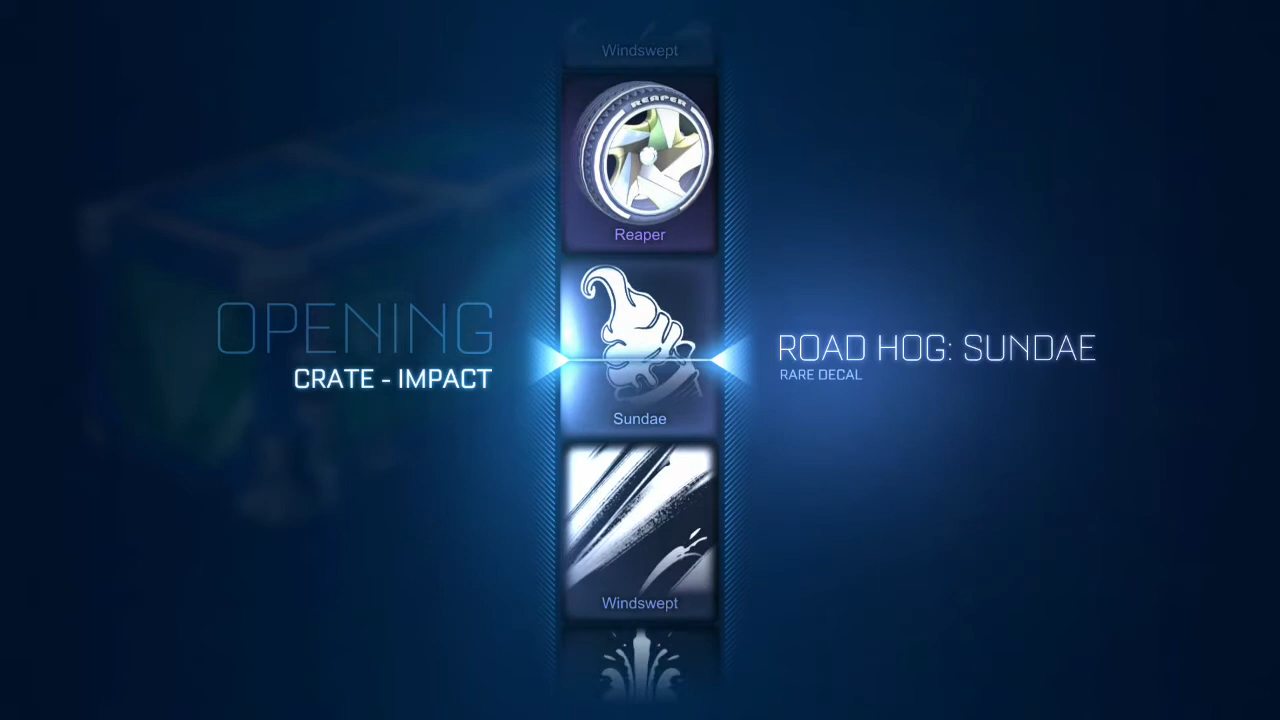 Windswept
REAPER
Reaper
OPENING
CRATE - IMPACT
Sundae
ROAD HOG: SUNDAE
RARE DECAL
Windswept